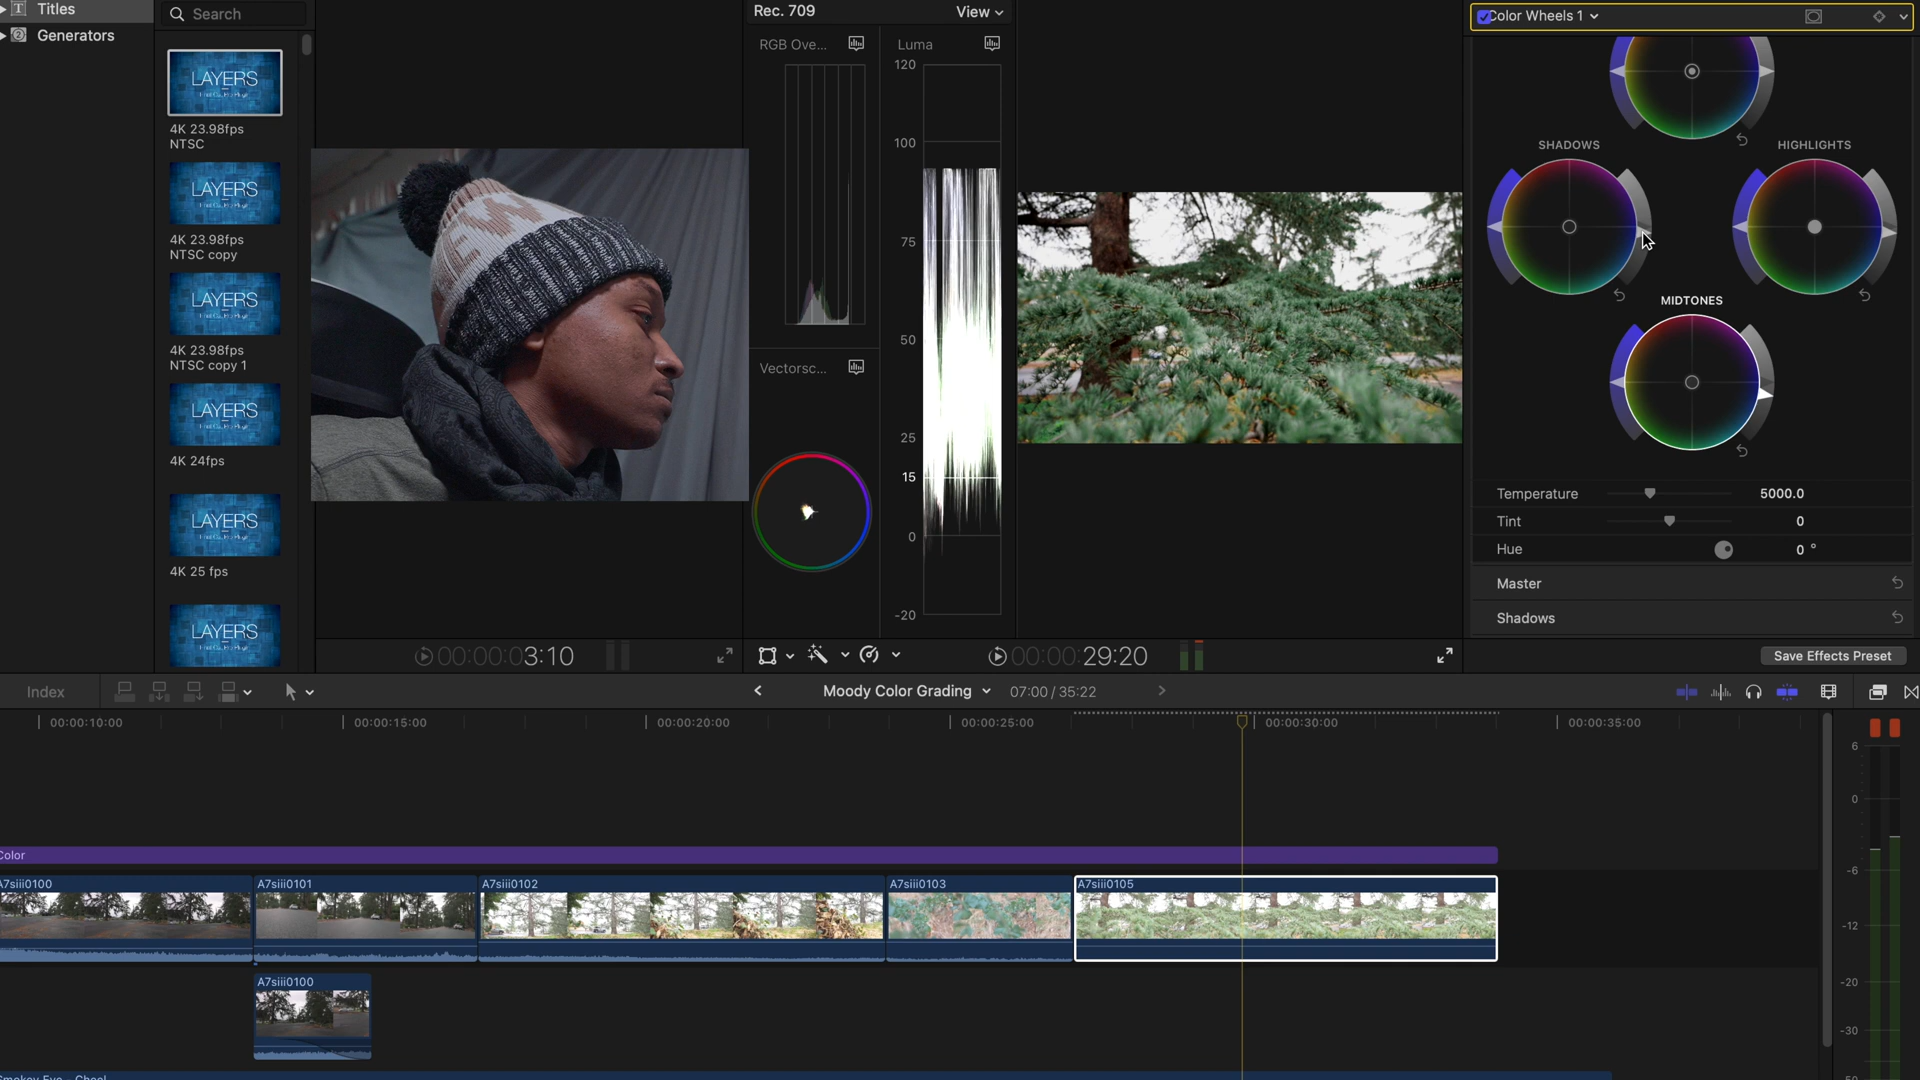 Titles
Generators
Search
LAYERS
4K 23.98fps
NTSC
LAYERS
4K 23.98fps
NTSC copy
LAYERS
4K 23.98fps
NTSC copy 1
LAYERS
4K 24fps
LAYERS
4K 25 fps
LAYERS
Rec. 709
View
RGB Ove...
Luma
120
100
75
50
25
15
0
-20
Vectorsc...
Color Wheels 1
SHADOWS
HIGHLIGHTS
MIDTONES
Temperature 5000.0
Tint 0
Hue 0 °
Master
Shadows
Save Effects Preset
00:00:03:10
00:00:29:20
Index
Moody Color Grading
07:00 / 35:22
00:00:10:00
00:00:15:00
00:00:20:00
00:00:25:00
00:00:30:00
00:00:35:00
6
0
-6
-12
-20
-30
-50
Color
A7siii0100
A7siii0101
A7siii0102
A7siii0103
A7siii0105
A7siii0100